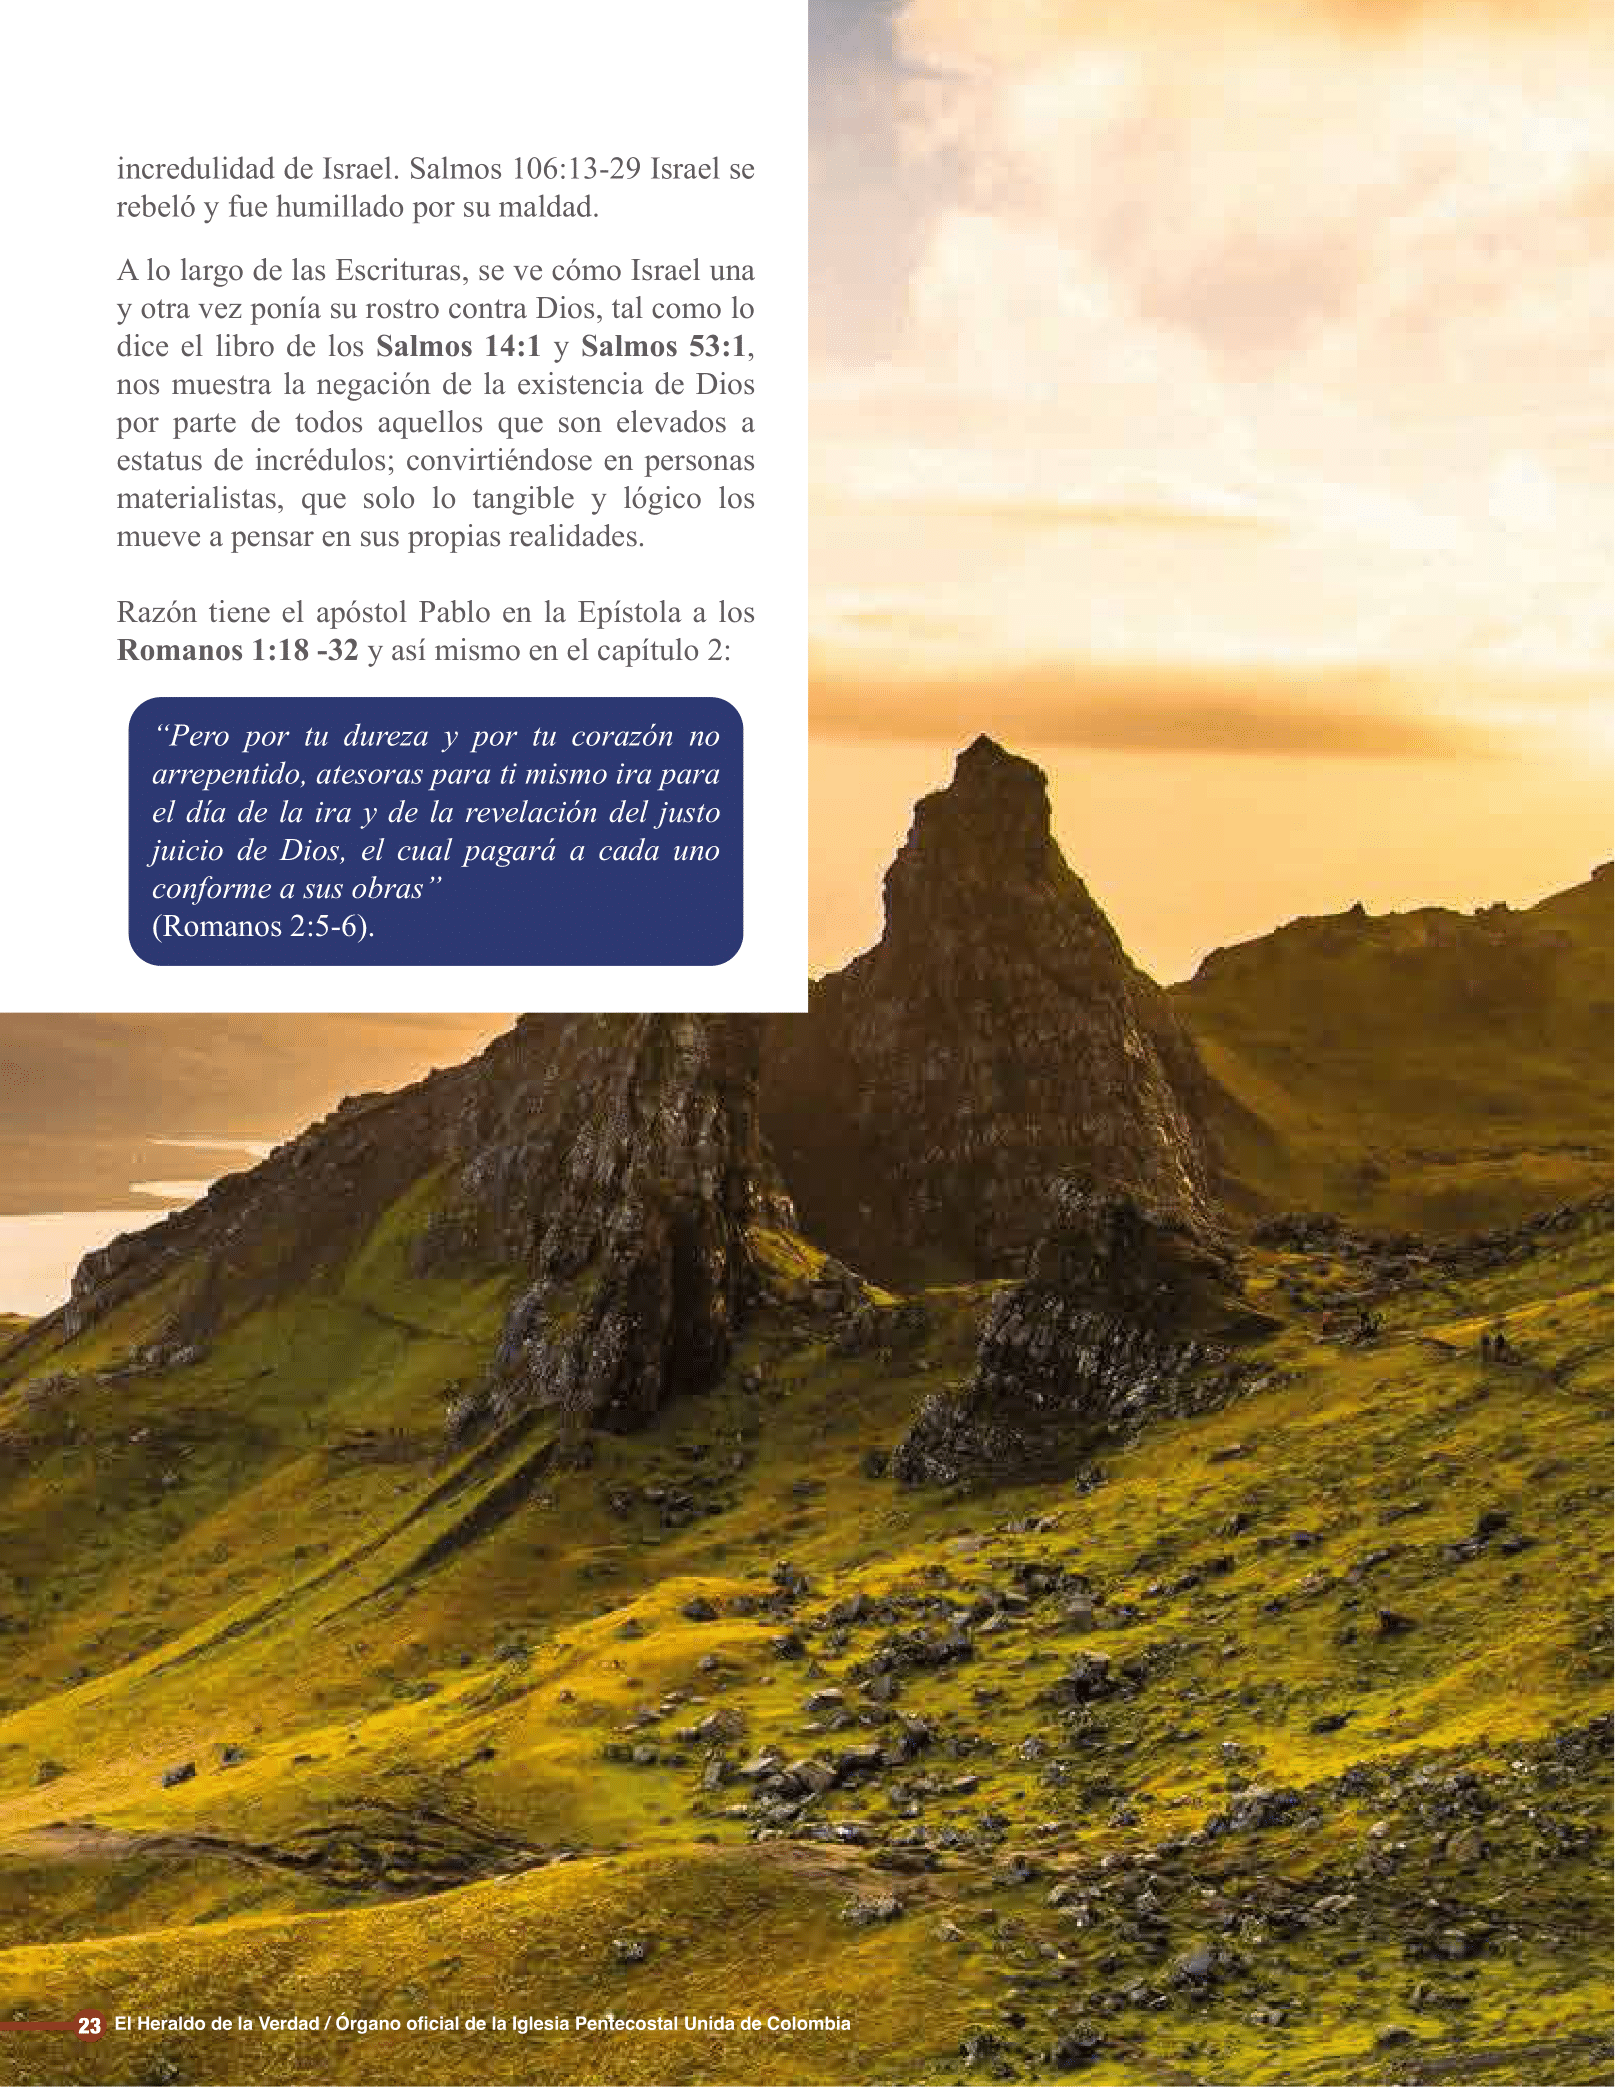 incredulidad de Israel. Salmos 106:13-29 Israel se
rebeló y fue humillado por su maldad.
A lo largo de las Escrituras, se ve cómo Israel una
y otra vez ponía su rostro contra Dios, tal como lo
dice el libro de los Salmos 14:1 y Salmos 53:1,
nos muestra la negación de la existencia de Dios
por parte de todos aquellos que son elevados a
estatus de incrédulos; convirtiéndose en personas
materialistas, que solo lo tangible y lógico los
mueve a pensar en sus propias realidades.
Razón tiene el apóstol Pablo en la Epístola a los
Romanos 1:18 -32 y así mismo en el capítulo 2:
“Pero por tu dureza y por tu corazón no
arrepentido, atesoras para ti mismo ira para
el día de la ira y de la revelación del justo
juicio de Dios, el cual pagará a cada uno
conforme a sus obras”
(Romanos 2:5-6).
23 El Heraldo de la Verdad / Órgano oficial de la Iglesia Pentecostal Unida de Colombia